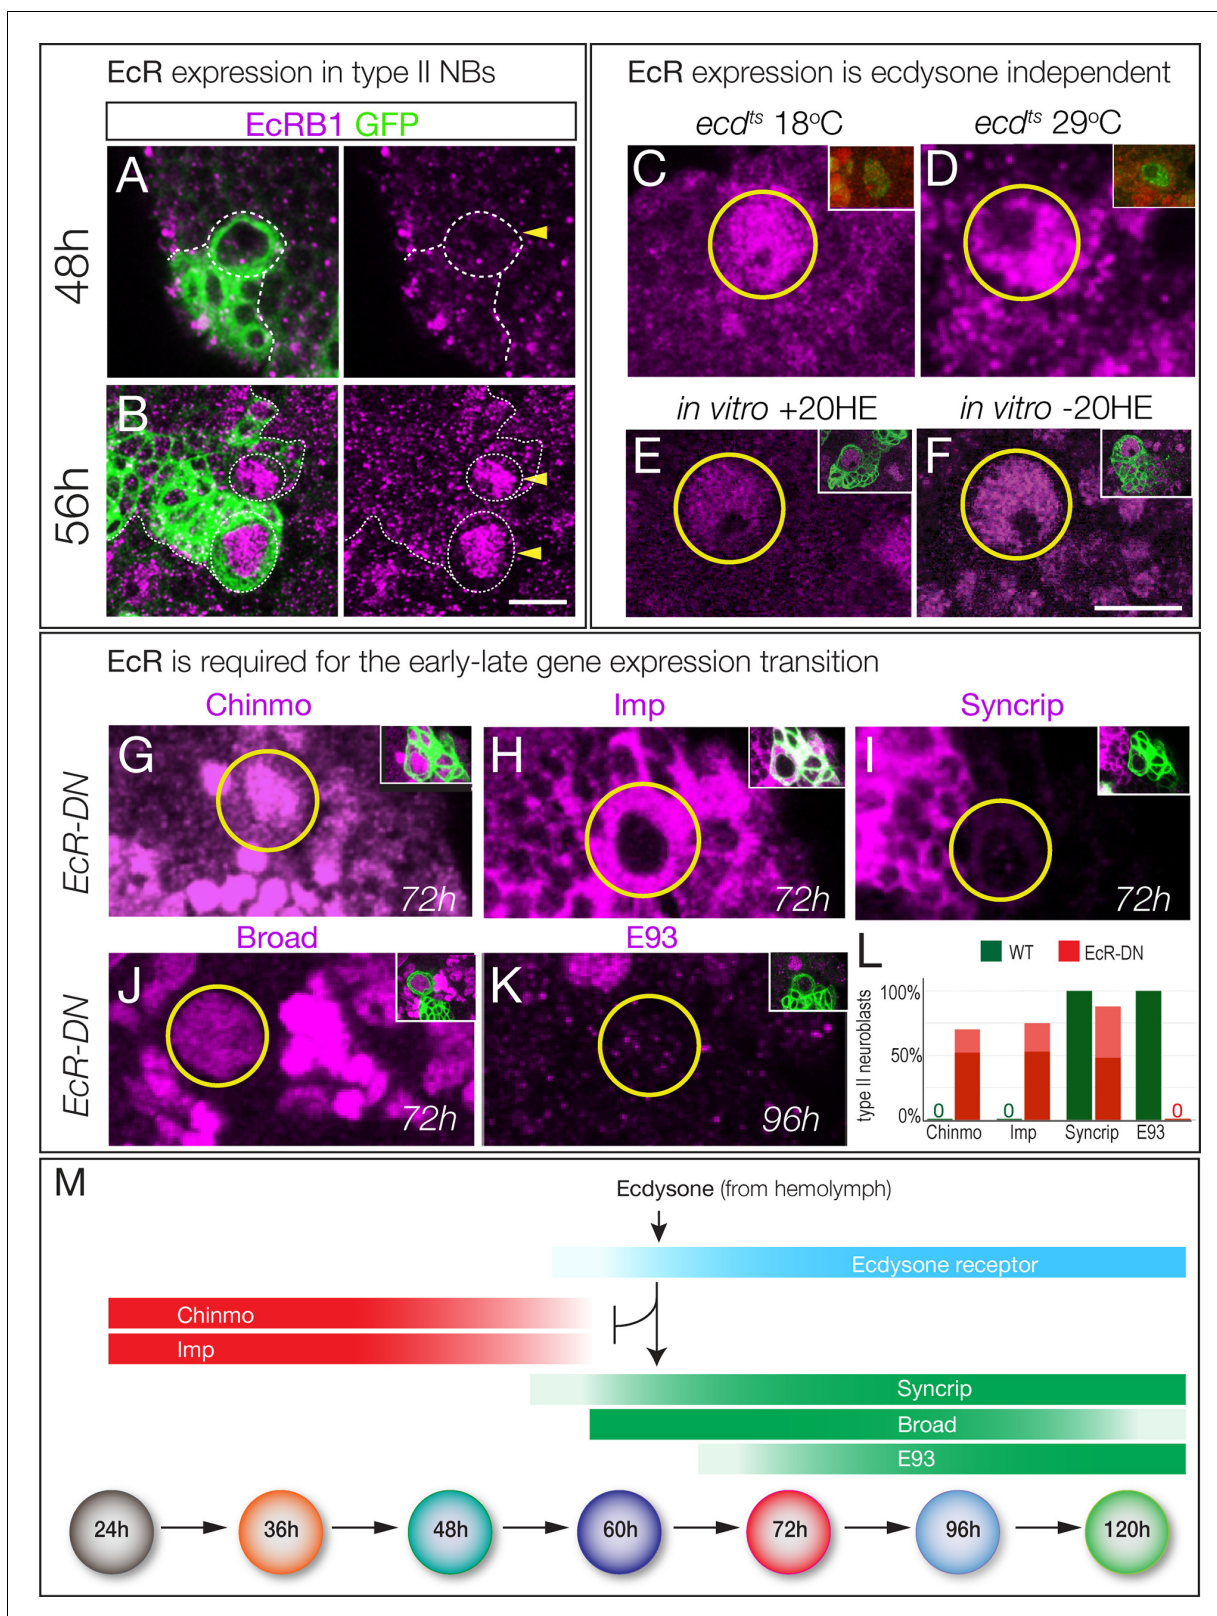 EcR expression in type II NBs
EcRB1 GFP
48h
A
56h
B
EcR expression is ecdysone independent
ecdts 18oC
ecdts 29oC
C
D
in vitro +20HE
in vitro -20HE
E
F
EcR is required for the early-late gene expression transition
Chinmo
Imp
Syncrip
EcR-DN
G
72h
H
72h
I
72h
Broad
E93
EcR-DN
J
72h
K
96h
L
WT
EcR-DN
type II neuroblasts
100%
50%
0%
0
0
0
Chinmo
Imp
Syncrip
E93
M
Ecdysone (from hemolymph)
Ecdysone receptor
Chinmo
Imp
Syncrip
Broad
E93
24h
36h
48h
60h
72h
96h
120h